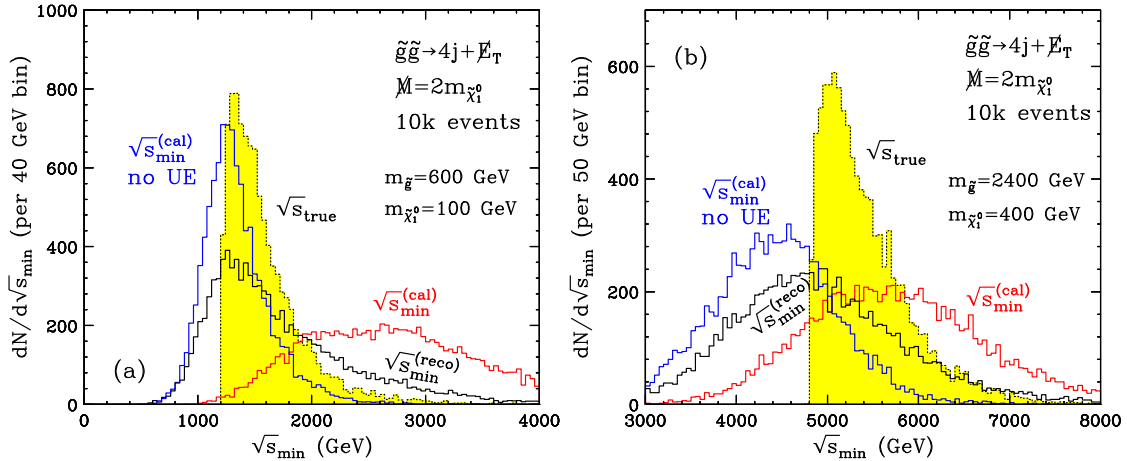 dN/d√s_min (per 40 GeV bin)
1000
800
600
400
200
0
g̃g̃→4j+E̸_T
M̸=2m_χ̃₁⁰
10k events
√s_min^(cal)
no UE
m_g̃=600 GeV
m_χ̃₁⁰=100 GeV
√s_true
√s_min^(cal)
√s_min^(reco)
(a)
0 1000 2000 3000 4000
√s_min (GeV)
dN/d√s_min (per 50 GeV bin)
600
400
200
0
(b)
g̃g̃→4j+E̸_T
M̸=2m_χ̃₁⁰
10k events
√s_true
√s_min^(cal)
no UE
m_g̃=2400 GeV
m_χ̃₁⁰=400 GeV
√s_min^(reco)
√s_min^(cal)
3000 4000 5000 6000 7000 8000
√s_min (GeV)